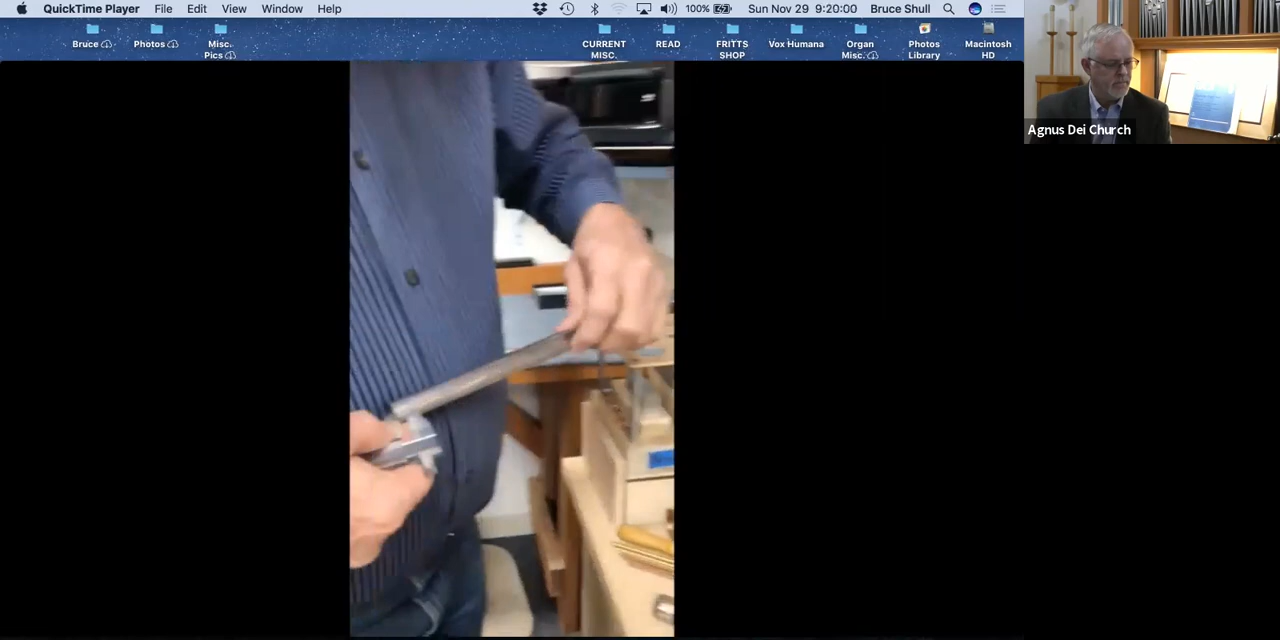 QuickTime Player File Edit View Window Help 100% Sun Nov 29 9:20:00 Bruce Shull
Bruce Photos Misc. Pics CURRENT MISC. READ FRITTS SHOP Vox Humana Organ Misc. Photos Library Macintosh HD
Agnus Dei Church